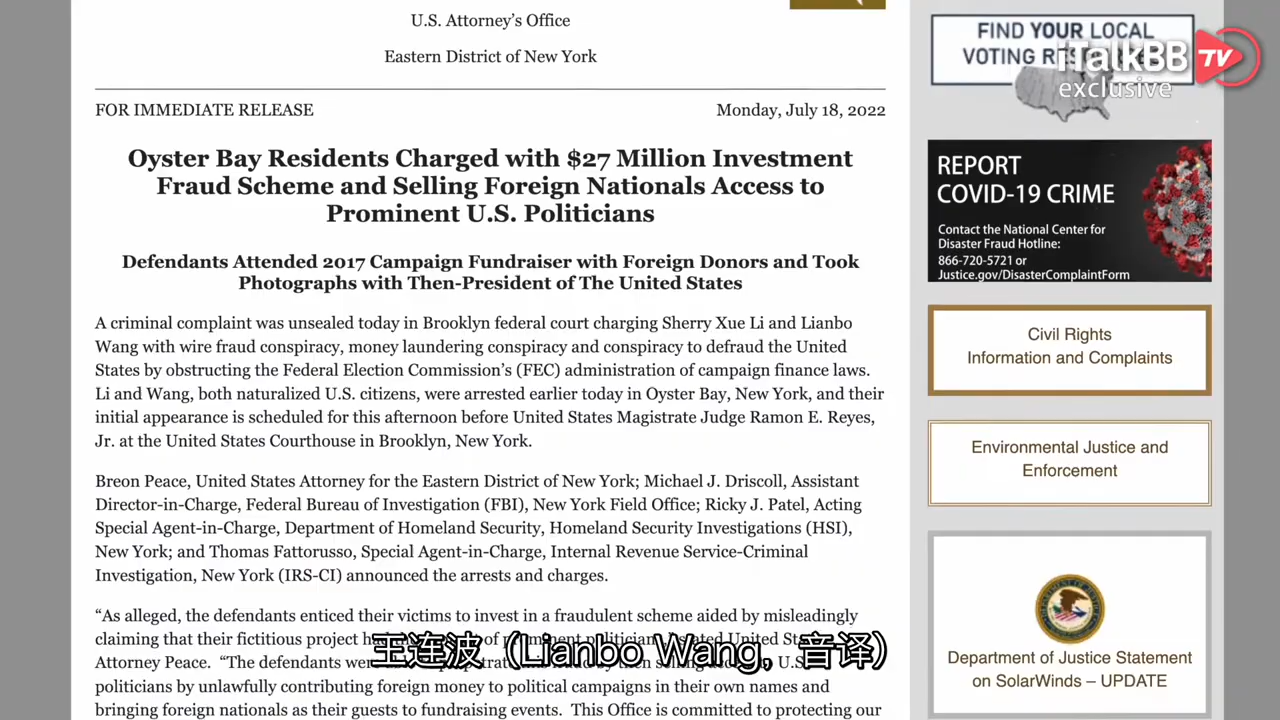 U.S. Attorney’s Office
Eastern District of New York
FOR IMMEDIATE RELEASE
Monday, July 18, 2022
Oyster Bay Residents Charged with $27 Million Investment
Fraud Scheme and Selling Foreign Nationals Access to
Prominent U.S. Politicians
Defendants Attended 2017 Campaign Fundraiser with Foreign Donors and Took
Photographs with Then-President of The United States
A criminal complaint was unsealed today in Brooklyn federal court charging Sherry Xue Li and Lianbo
Wang with wire fraud conspiracy, money laundering conspiracy and conspiracy to defraud the United
States by obstructing the Federal Election Commission’s (FEC) administration of campaign finance laws.
Li and Wang, both naturalized U.S. citizens, were arrested earlier today in Oyster Bay, New York, and their
initial appearance is scheduled for this afternoon before United States Magistrate Judge Ramon E. Reyes,
Jr. at the United States Courthouse in Brooklyn, New York.
Breon Peace, United States Attorney for the Eastern District of New York; Michael J. Driscoll, Assistant
Director-in-Charge, Federal Bureau of Investigation (FBI), New York Field Office; Ricky J. Patel, Acting
Special Agent-in-Charge, Department of Homeland Security, Homeland Security Investigations (HSI),
New York; and Thomas Fattorusso, Special Agent-in-Charge, Internal Revenue Service-Criminal
Investigation, New York (IRS-CI) announced the arrests and charges.
“As alleged, the defendants enticed their victims to invest in a fraudulent scheme aided by misleadingly
claiming that their fictitious project of United
Attorney Peace. “The defendants
politicians by unlawfully contributing foreign money to political campaigns in their own names and
bringing foreign nationals as their guests to fundraising events. This Office is committed to protecting our
王连波（Lianbo Wang, 音译）
FIND YOUR LOCAL
VOTING
iTalkBB TV
exclusive
REPORT
COVID-19 CRIME
Contact the National Center for
Disaster Fraud Hotline:
866-720-5721 or
Justice.gov/DisasterComplaintForm
Civil Rights
Information and Complaints
Environmental Justice and
Enforcement
Department of Justice Statement
on SolarWinds – UPDATE